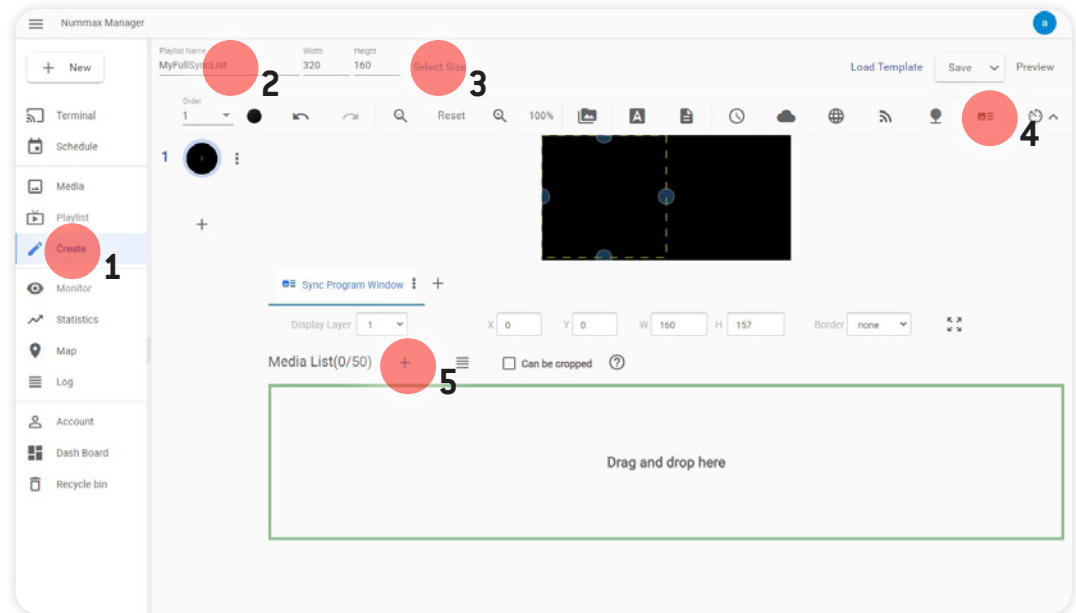 Nummax Manager
a
+ New
Playlist Name
Width
Height
MyFullSyncList
320
160
Select Size
2
3
Load Template
Save
Preview
Order
1
Reset
100%
A
4
Terminal
Schedule
1
Media
Playlist
Create
1
Sync Program Window
Monitor
Statistics
Display Layer
1
X
0
Y
0
W
160
H
157
Border
none
Map
Media List(0/50)
+
5
Can be cropped
?
Log
Account
Drag and drop here
Dash Board
Recycle bin